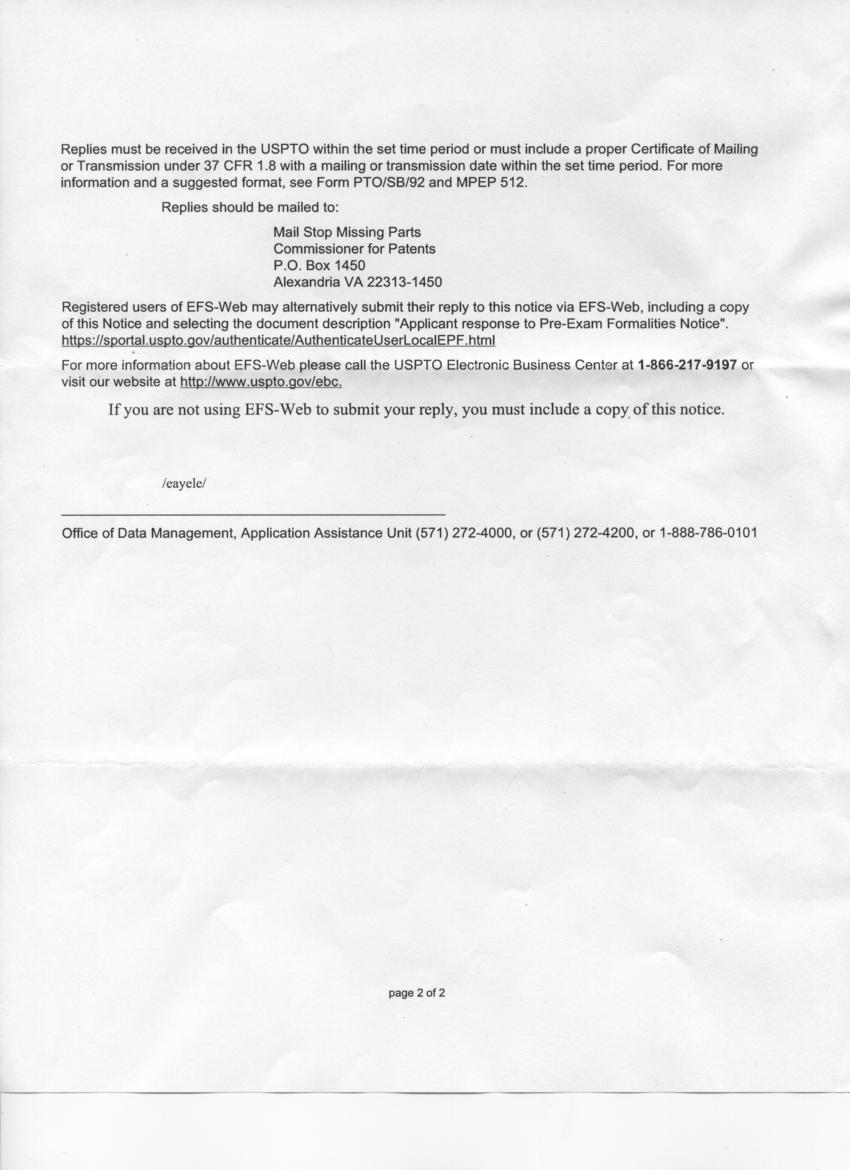 Replies must be received in the USPTO within the set time period or must include a proper Certificate of Mailing
or Transmission under 37 CFR 1.8 with a mailing or transmission date within the set time period. For more
information and a suggested format, see Form PTO/SB/92 and MPEP 512.
Replies should be mailed to:
Mail Stop Missing Parts
Commissioner for Patents
P.O. Box 1450
Alexandria VA 22313-1450
Registered users of EFS-Web may alternatively submit their reply to this notice via EFS-Web, including a copy
of this Notice and selecting the document description "Applicant response to Pre-Exam Formalities Notice".
https://sportal.uspto.gov/authenticate/AuthenticateUserLocalEPF.html
For more information about EFS-Web please call the USPTO Electronic Business Center at 1-866-217-9197 or
visit our website at http://www.uspto.gov/ebc.
If you are not using EFS-Web to submit your reply, you must include a copy of this notice.
/eayele/
Office of Data Management, Application Assistance Unit (571) 272-4000, or (571) 272-4200, or 1-888-786-0101
page 2 of 2